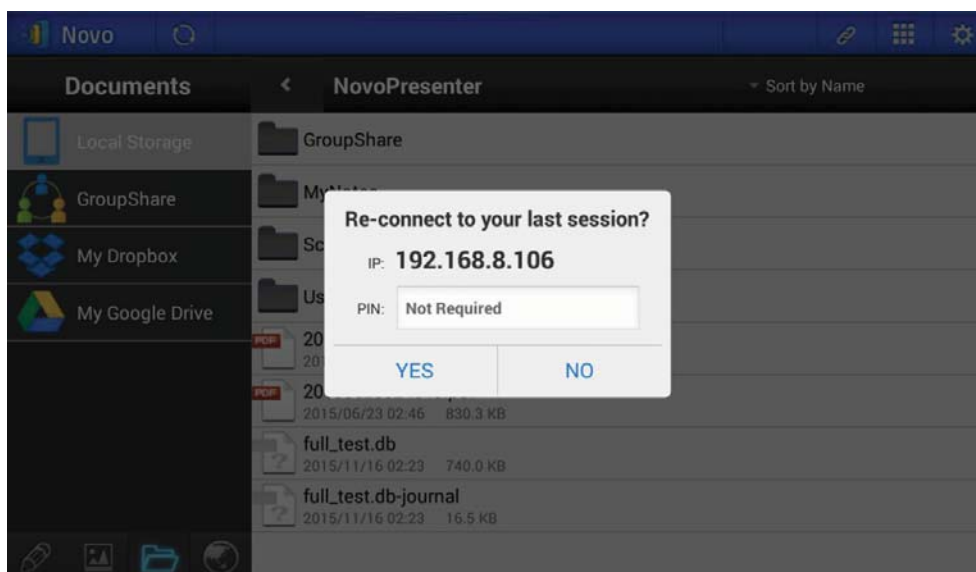 Novo
Documents
NovoPresenter
Sort by Name
Local Storage
GroupShare
My Dropbox
My Google Drive
GroupShare
Re-connect to your last session?
IP: 192.168.8.106
PIN: Not Required
YES
NO
PDF
PDF
2015/06/23 02:46 830.3 KB
full_test.db
2015/11/16 02:23 740.0 KB
full_test.db-journal
2015/11/16 02:23 16.5 KB